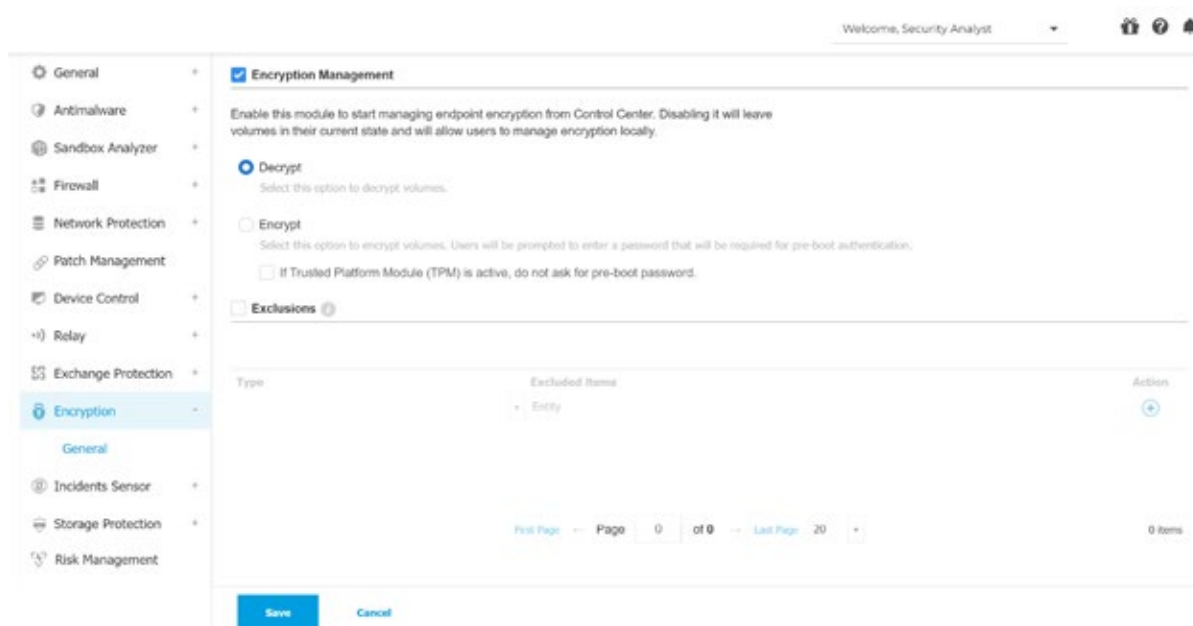 Welcome, Security Analyst
General
Antimalware
Sandbox Analyzer
Firewall
Network Protection
Patch Management
Device Control
Relay
Exchange Protection
Encryption
General
Incidents Sensor
Storage Protection
Risk Management
Encryption Management
Enable this module to start managing endpoint encryption from Control Center. Disabling it will leave
volumes in their current state and will allow users to manage encryption locally.
Decrypt
Select this option to decrypt volumes.
Encrypt
Select this option to encrypt volumes. Users will be prompted to enter a password that will be required for pre-boot authentication.
If Trusted Platform Module (TPM) is active, do not ask for pre-boot password.
Exclusions
Type Excluded Items Action
Entity
First Page ← Page 0 of 0 → Last Page 20 0 items
Save Cancel